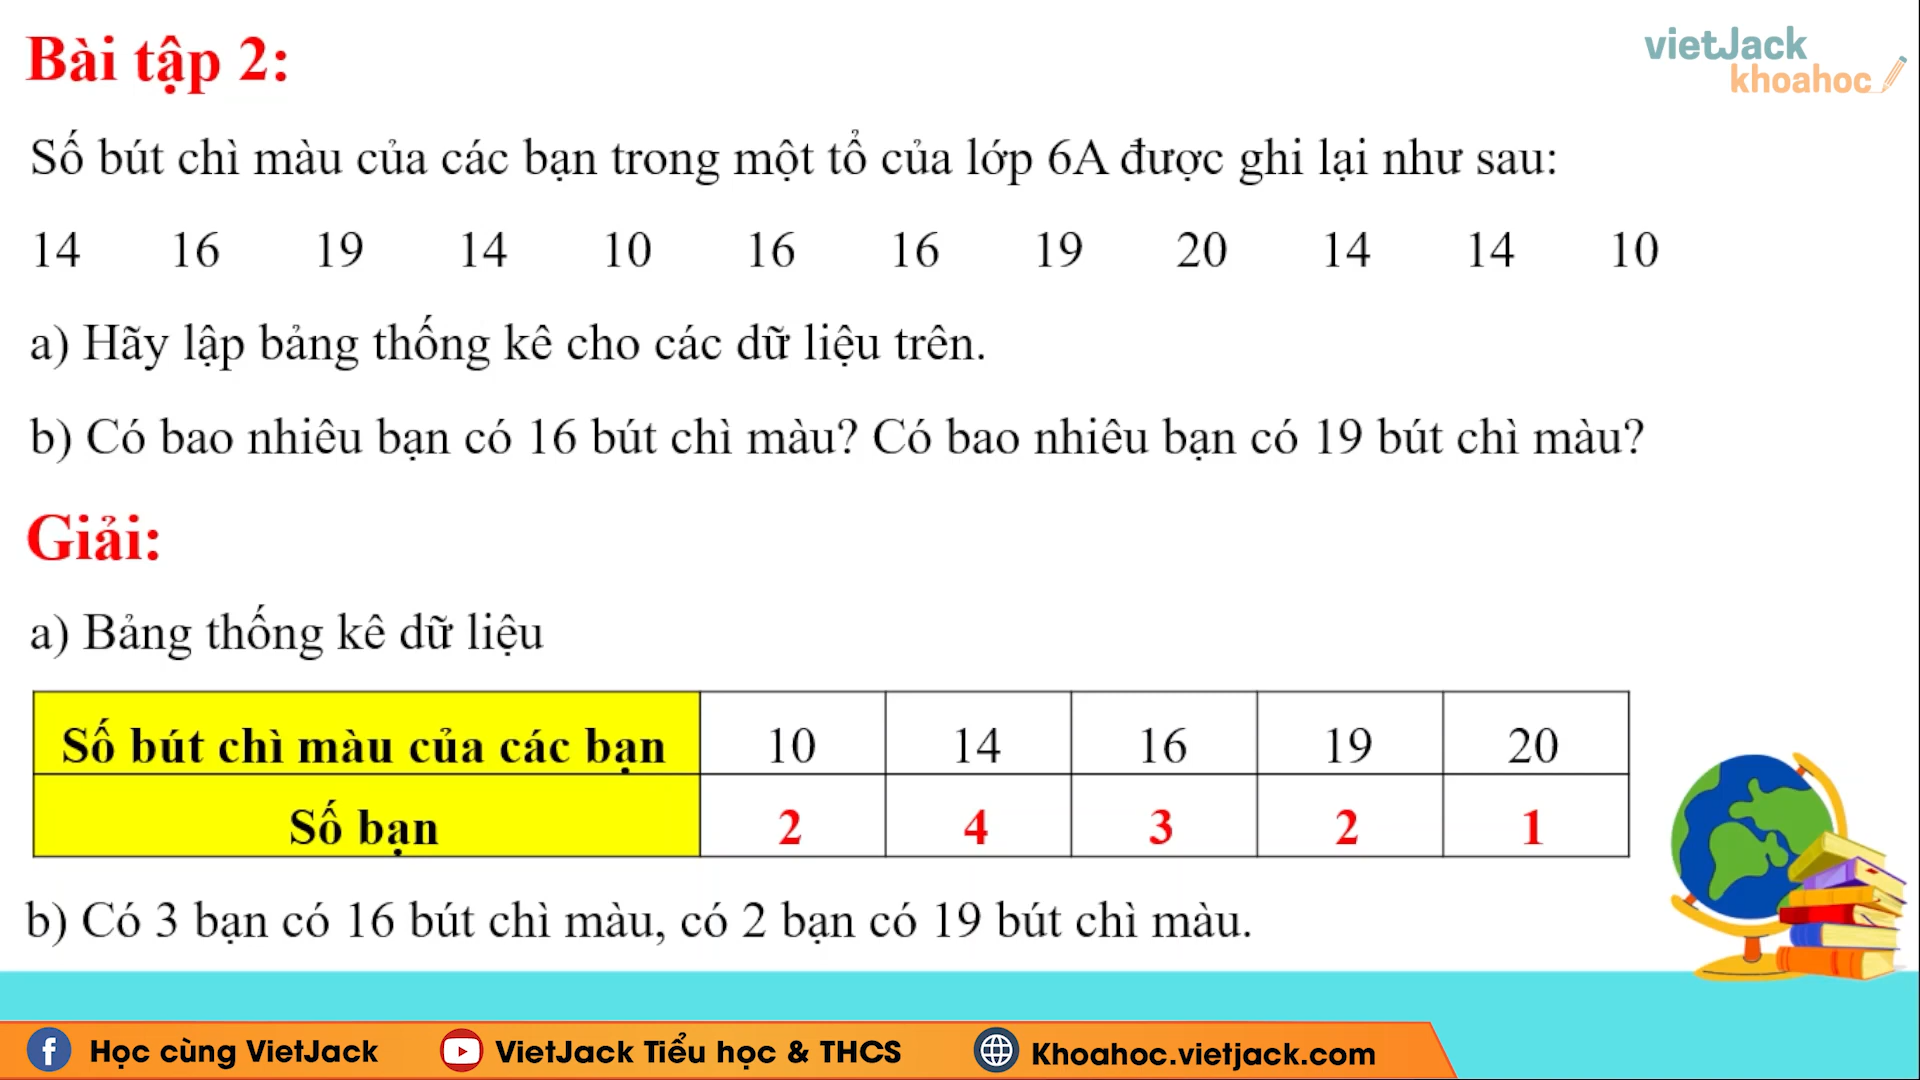 Bài tập 2:
vietJack
khoahoc
Số bút chì màu của các bạn trong một tổ của lớp 6A được ghi lại như sau:
14 16 19 14 10 16 16 19 20 14 14 10
a) Hãy lập bảng thống kê cho các dữ liệu trên.
b) Có bao nhiêu bạn có 16 bút chì màu? Có bao nhiêu bạn có 19 bút chì màu?
Giải:
a) Bảng thống kê dữ liệu
Số bút chì màu của các bạn 10 14 16 19 20
Số bạn 2 4 3 2 1
b) Có 3 bạn có 16 bút chì màu, có 2 bạn có 19 bút chì màu.
f Học cùng VietJack VietJack Tiểu học & THCS Khoahoc.vietjack.com